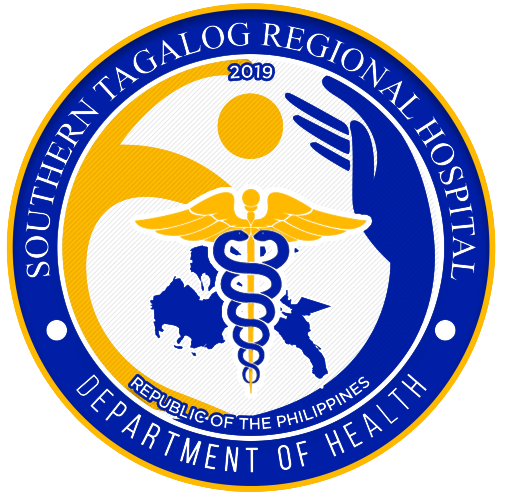 SOUTHERN TAGALOG REGIONAL HOSPITAL
2019
REPUBLIC OF THE PHILIPPINES
DEPARTMENT OF HEALTH